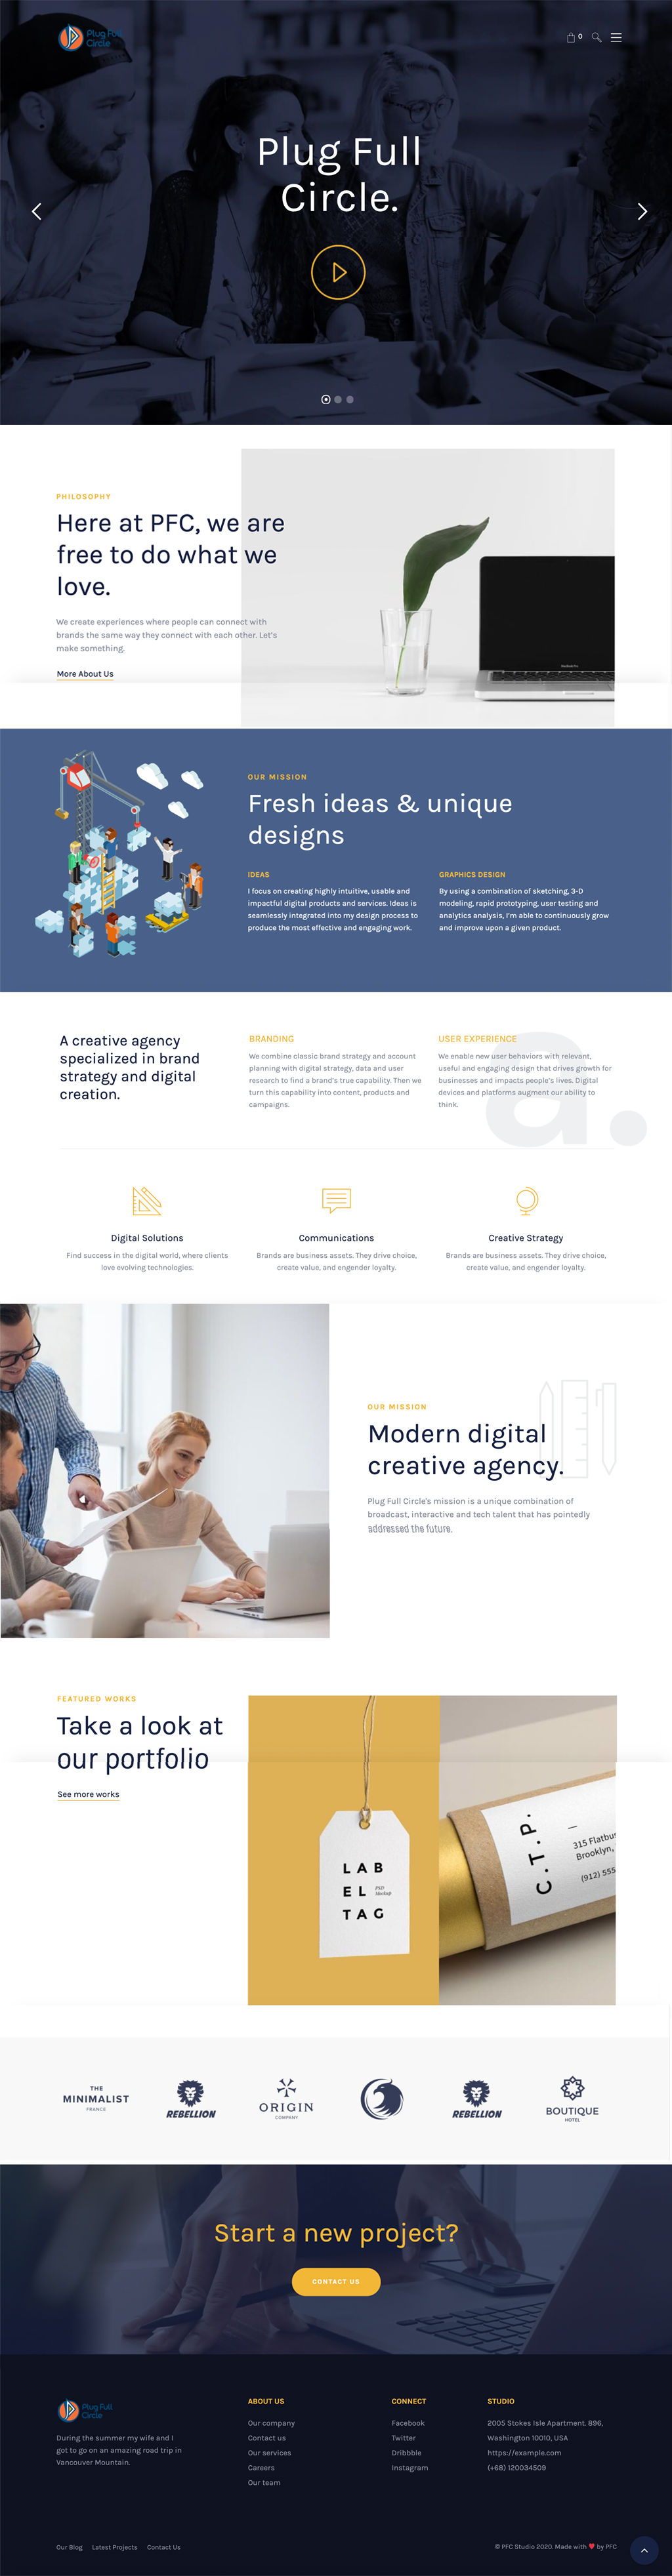 Plug Full
Circle
0
Plug Full
Circle.
PHILOSOPHY
Here at PFC, we are
free to do what we
love.
We create experiences where people can connect with
brands the same way they connect with each other. Let's
make something.
More About Us
MacBook Pro
OUR MISSION
Fresh ideas & unique
designs
IDEAS
I focus on creating highly intuitive, usable and
impactful digital products and services. Ideas is
seamlessly integrated into my design process to
produce the most effective and engaging work.
GRAPHICS DESIGN
By using a combination of sketching, 3-D
modeling, rapid prototyping, user testing and
analytics analysis, I'm able to continuously grow
and improve upon a given product.
a.
A creative agency
specialized in brand
strategy and digital
creation.
BRANDING
We combine classic brand strategy and account
planning with digital strategy, data and user
research to find a brand's true capability. Then we
turn this capability into content, products and
campaigns.
USER EXPERIENCE
We enable new user behaviors with relevant,
useful and engaging design that drives growth for
businesses and impacts people's lives. Digital
devices and platforms augment our ability to
think.
Digital Solutions
Find success in the digital world, where clients
love evolving technologies.
Communications
Brands are business assets. They drive choice,
create value, and engender loyalty.
Creative Strategy
Brands are business assets. They drive choice,
create value, and engender loyalty.
OUR MISSION
Modern digital
creative agency.
Plug Full Circle's mission is a unique combination of
broadcast, interactive and tech talent that has pointedly
addressed the future.
FEATURED WORKS
Take a look at
our portfolio
See more works
LAB
EL PSD Mockup
TAG
C.T.P.
315 Flatbu
Brooklyn,
(912) 555
THE
MINIMALIST
FRANCE
REBELLION
ORIGIN
COMPANY
REBELLION
BOUTIQUE
HOTEL
Start a new project?
CONTACT US
Plug Full
Circle
During the summer my wife and I
got to go on an amazing road trip in
Vancouver Mountain.
ABOUT US
Our company
Contact us
Our services
Careers
Our team
CONNECT
Facebook
Twitter
Dribbble
Instagram
STUDIO
2005 Stokes Isle Apartment. 896,
Washington 10010, USA
https://example.com
(+68) 120034509
Our Blog Latest Projects Contact Us
© PFC Studio 2020. Made with ♥ by PFC